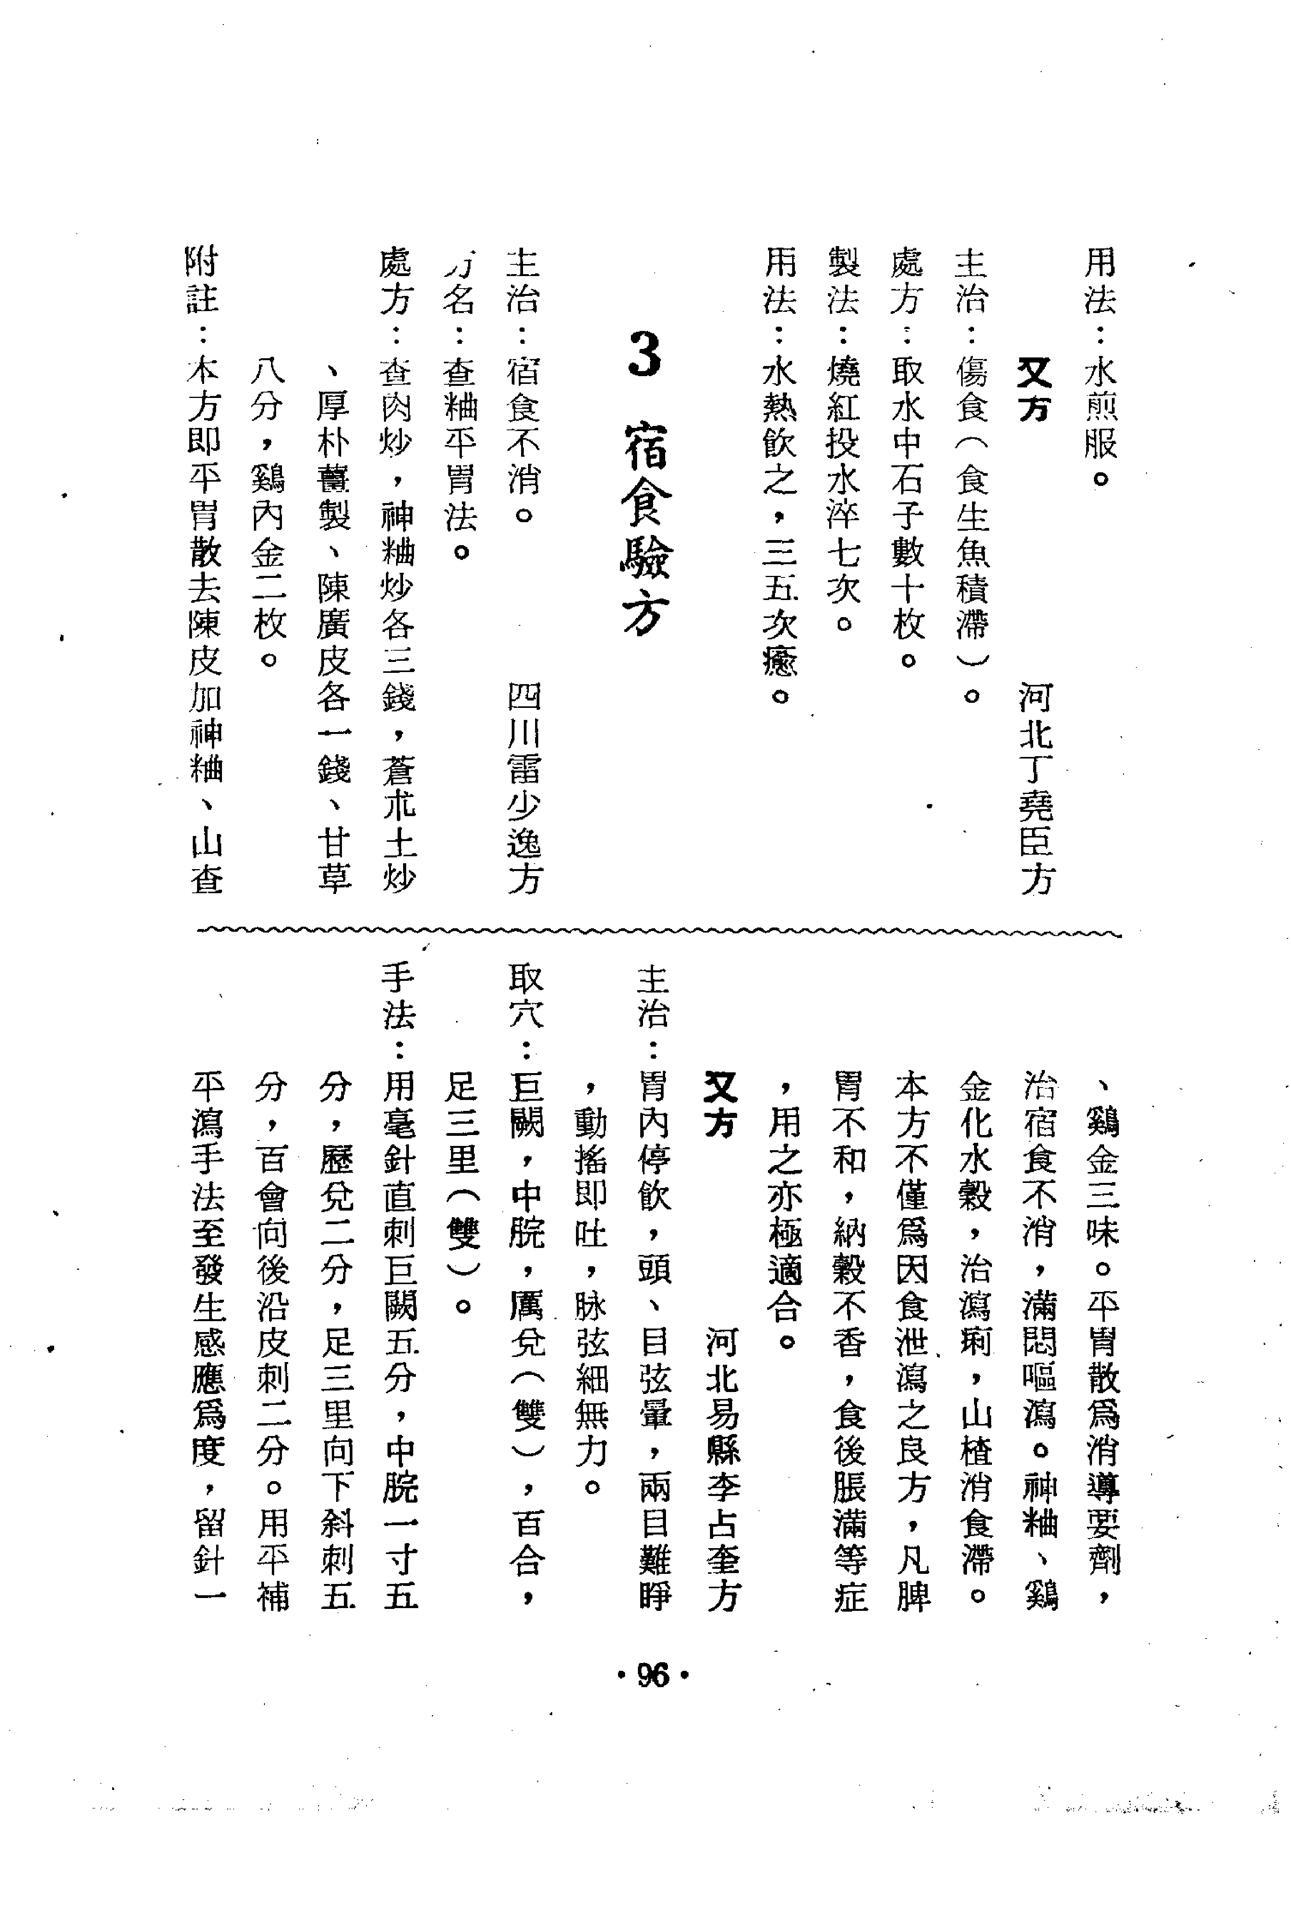 用法：水煎服。
又方　河北丁堯臣方
主治：傷食（食生魚積滯）。
處方：取水中石子數十枚。
製法：燒紅投水淬七次。
用法：水熱飲之，三五次癒。
3　宿食驗方
主治：宿食不消。　四川雷少逸方
方名：查粬平胃法。
處方：查肉炒，神粬炒各三錢，蒼朮土炒
、厚朴薑製、陳廣皮各一錢、甘草
八分，鷄內金二枚。
附註：本方即平胃散去陳皮加神粬、山查
、鷄金三味。平胃散爲消導要劑，
治宿食不消，滿悶嘔瀉。神粬、鷄
金化水穀，治瀉痢，山楂消食滯。
本方不僅爲因食泄瀉之良方，凡脾
胃不和，納穀不香，食後脹滿等症
，用之亦極適合。
又方　河北易縣李占奎方
主治：胃內停飲，頭、目弦暈，兩目難睜
，動搖即吐，脉弦細無力。
取穴：巨闕，中脘，厲兌（雙），百合，
足三里（雙）。
手法：用毫針直刺巨闕五分，中脘一寸五
分，歷兌二分，足三里向下斜刺五
分，百會向後沿皮刺二分。用平補
平瀉手法至發生感應爲度，留針一
·96·